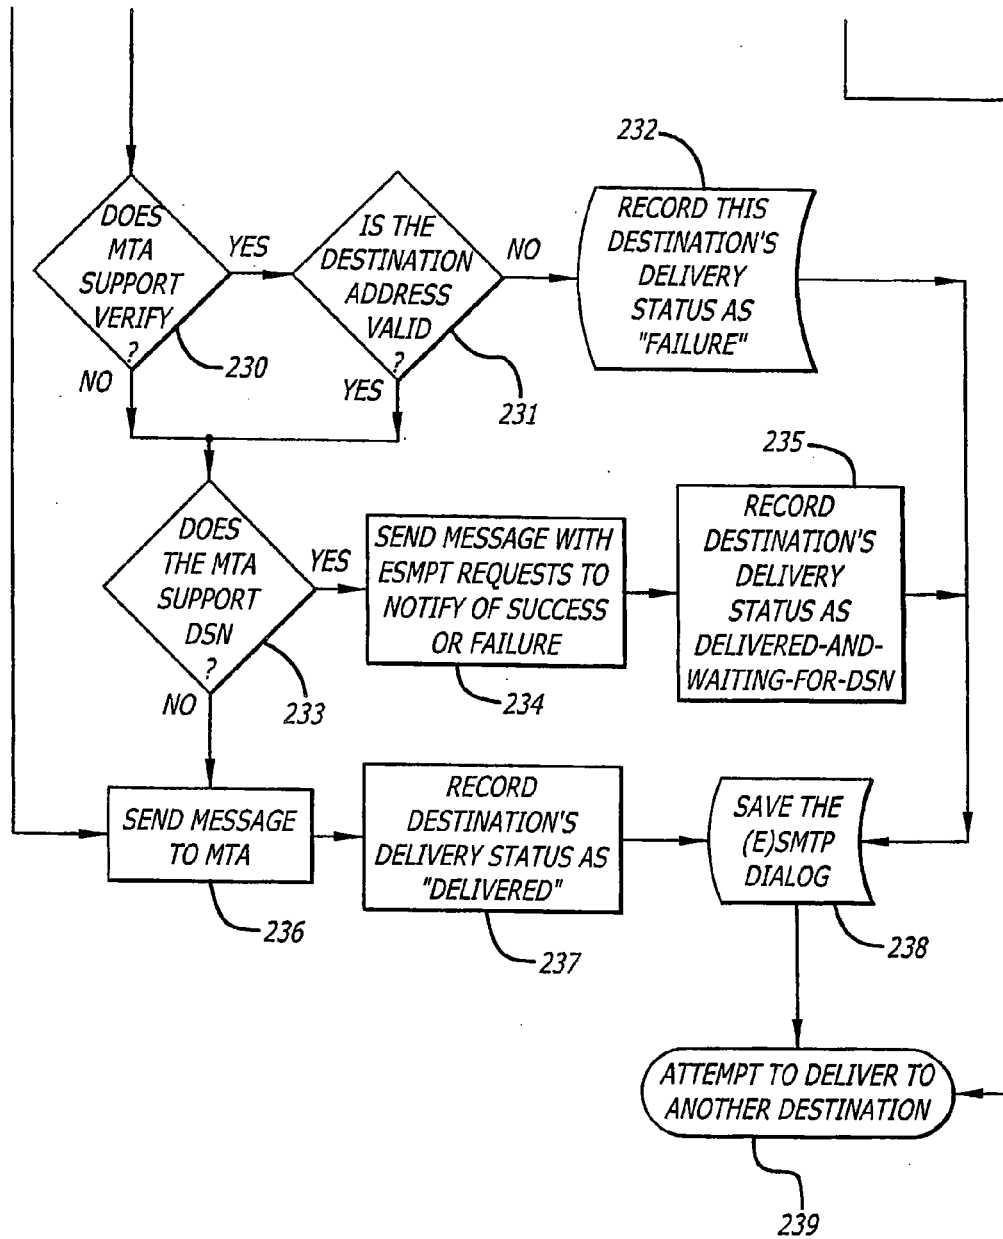 232
DOES
MTA
SUPPORT
VERIFY
?
YES
NO
230
IS THE
DESTINATION
ADDRESS
VALID
?
NO
YES
231
RECORD THIS
DESTINATION'S
DELIVERY
STATUS AS
"FAILURE"
235
DOES
THE MTA
SUPPORT
DSN
?
YES
NO
233
SEND MESSAGE WITH
ESMPT REQUESTS TO
NOTIFY OF SUCCESS
OR FAILURE
234
RECORD
DESTINATION'S
DELIVERY
STATUS AS
DELIVERED-AND-
WAITING-FOR-DSN
SEND MESSAGE
TO MTA
236
RECORD
DESTINATION'S
DELIVERY STATUS AS
"DELIVERED"
237
SAVE THE
(E)SMTP
DIALOG
238
ATTEMPT TO DELIVER TO
ANOTHER DESTINATION
239